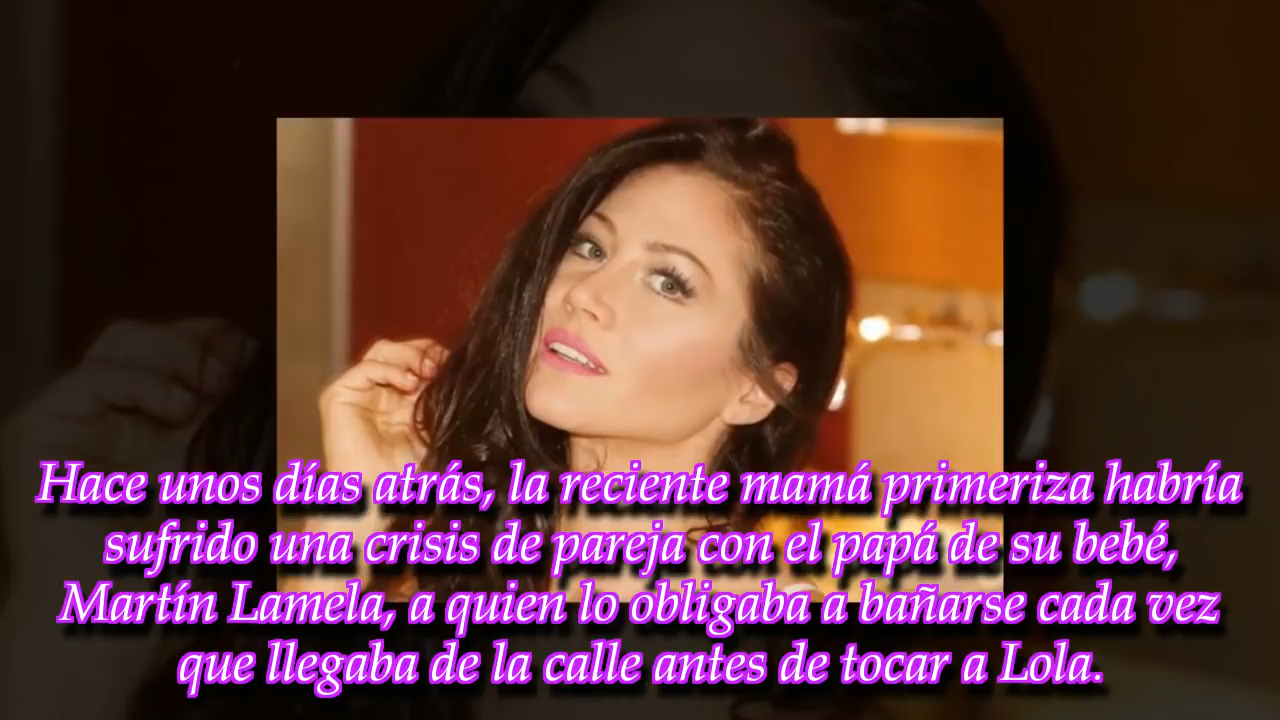 Hace unos días atrás, la reciente mamá primeriza habría
sufrido una crisis de pareja con el papá de su bebé,
Martín Lamela, a quien lo obligaba a bañarse cada vez
que llegaba de la calle antes de tocar a Lola.